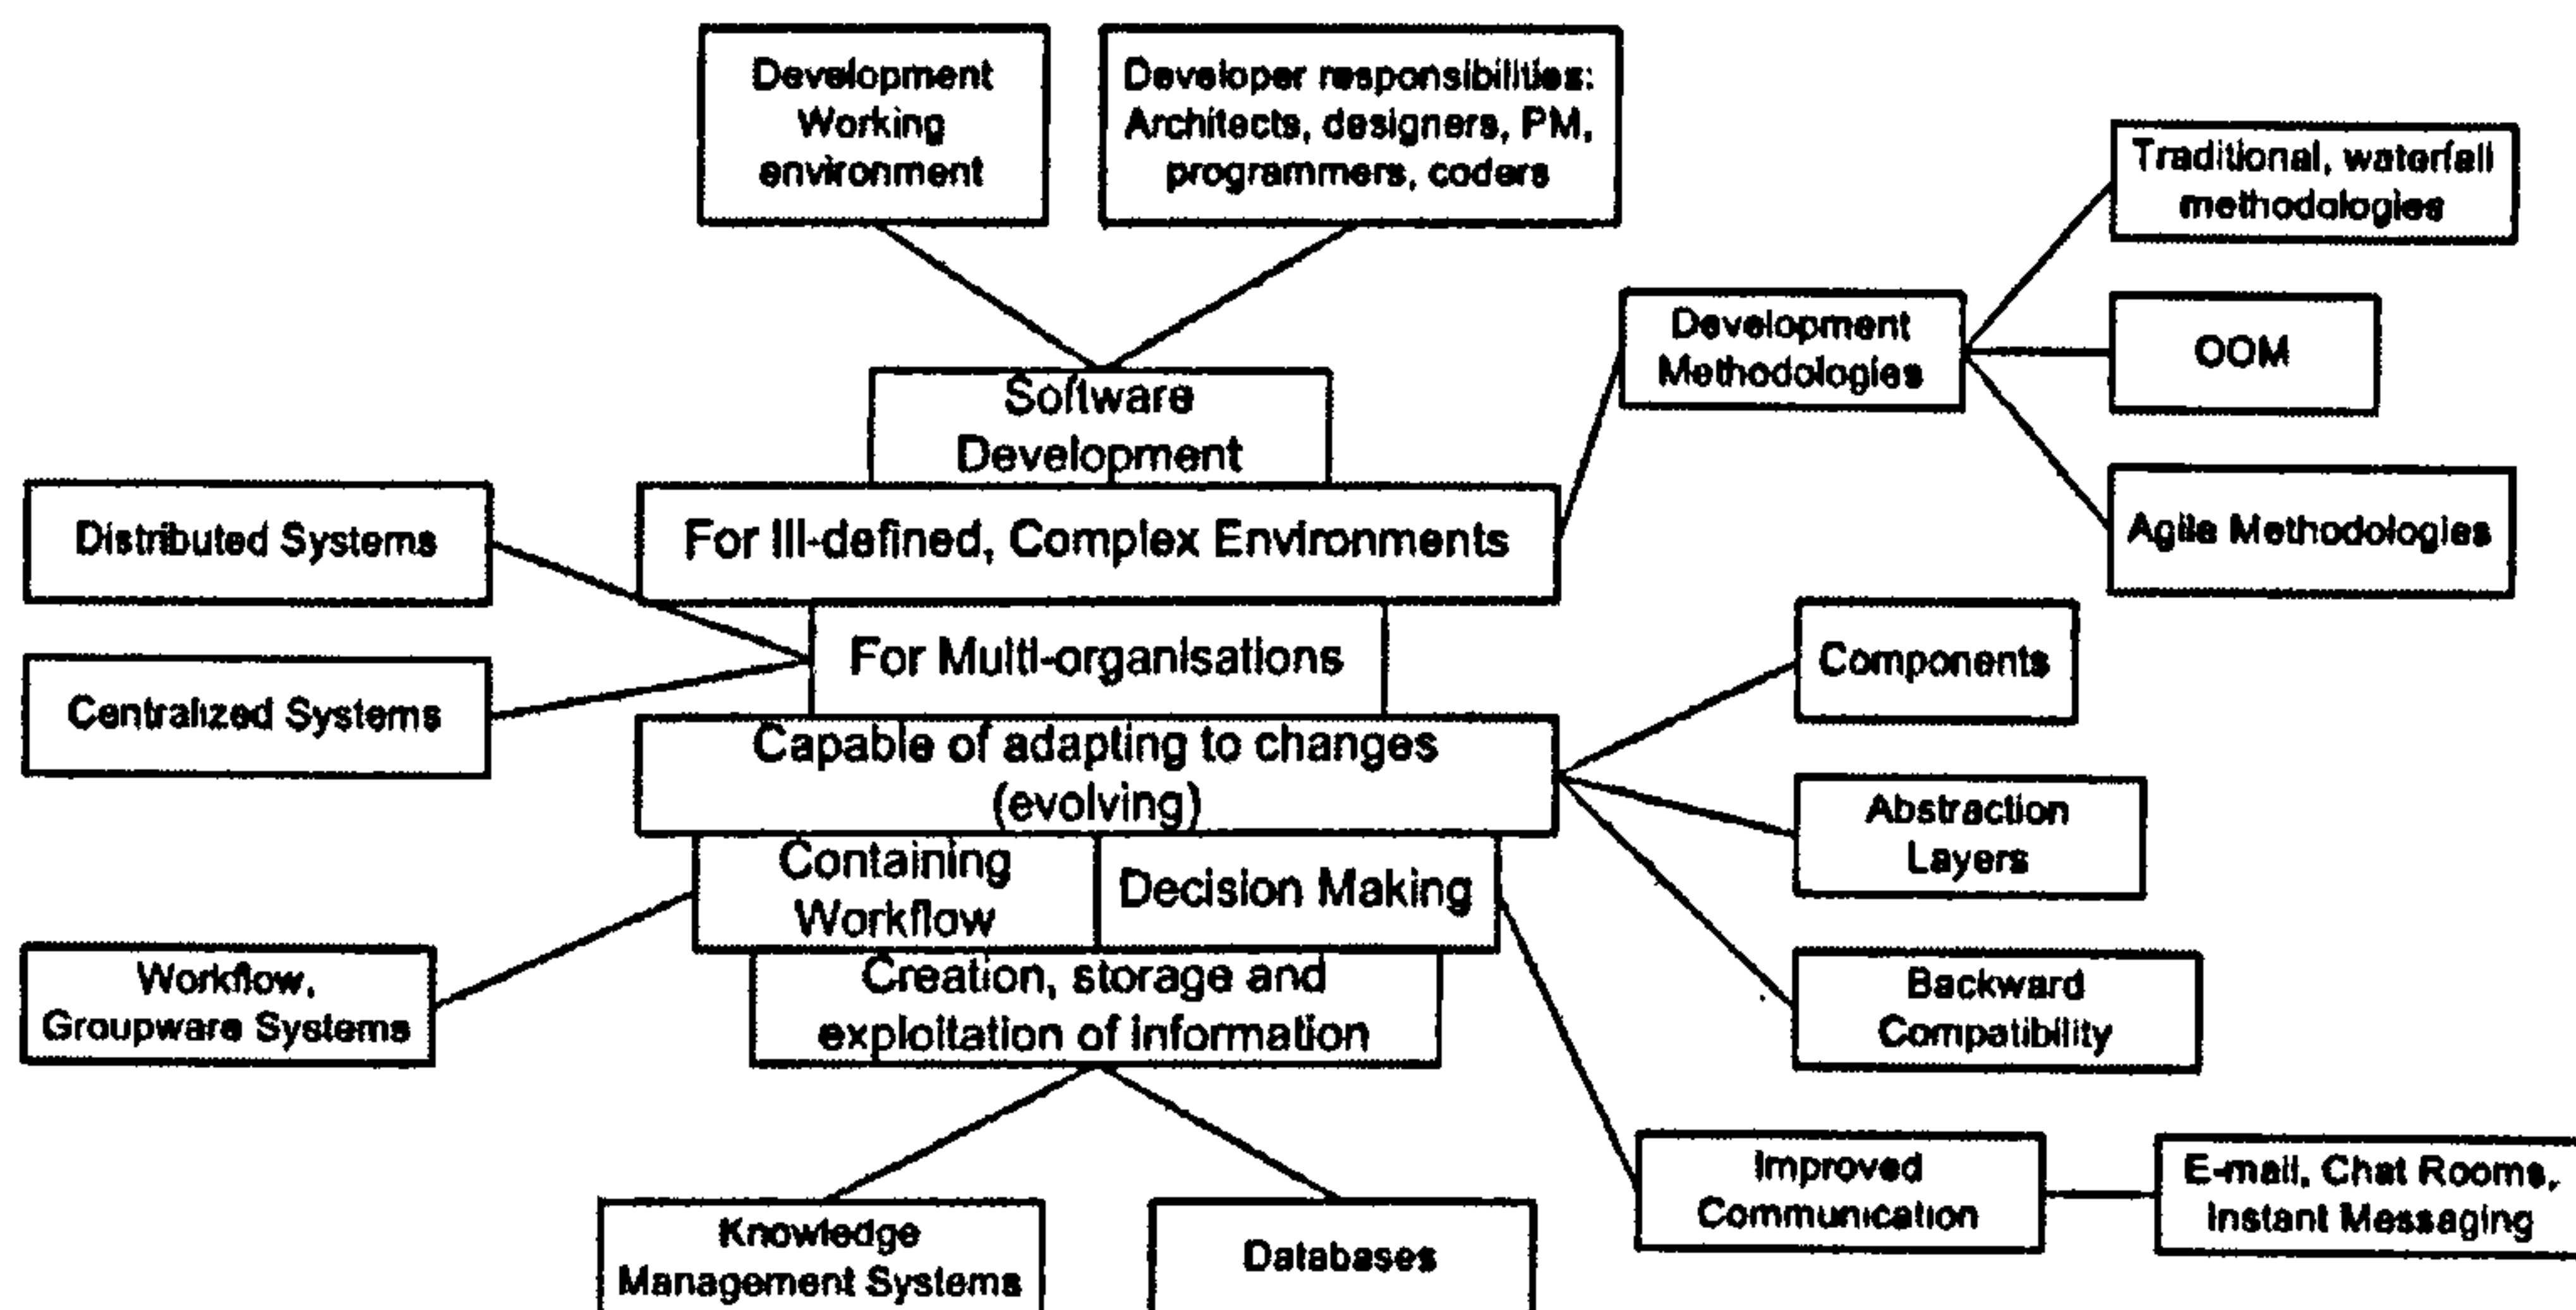 Development
Working
environment
Developer responsibilities:
Architects, designers, PM,
programmers, coders
Traditional, waterfall
methodologies
Development
Methodologies
OOM
Software
Development
Agile Methodologies
Distributed Systems
For Ill-defined, Complex Environments
Centralized Systems
For Multi-organisations
Components
Capable of adapting to changes
(evolving)
Abstraction
Layers
Containing
Workflow
Decision Making
Workflow,
Groupware Systems
Creation, storage and
exploitation of information
Backward
Compatibility
Improved
Communication
E-mail, Chat Rooms,
Instant Messaging
Knowledge
Management Systems
Databases